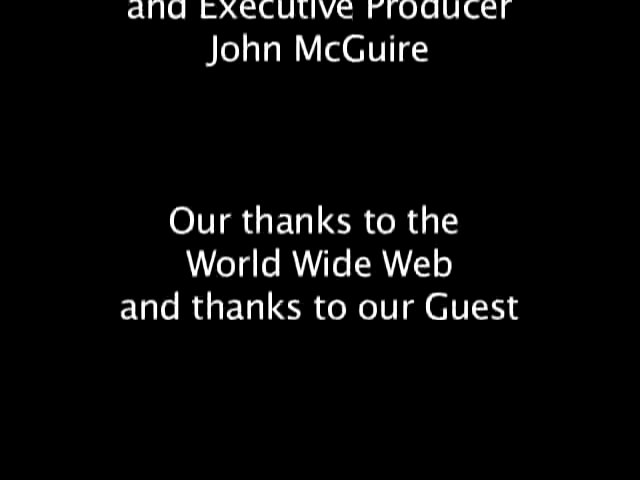 and Executive Producer
John McGuire
Our thanks to the
World Wide Web
and thanks to our Guest